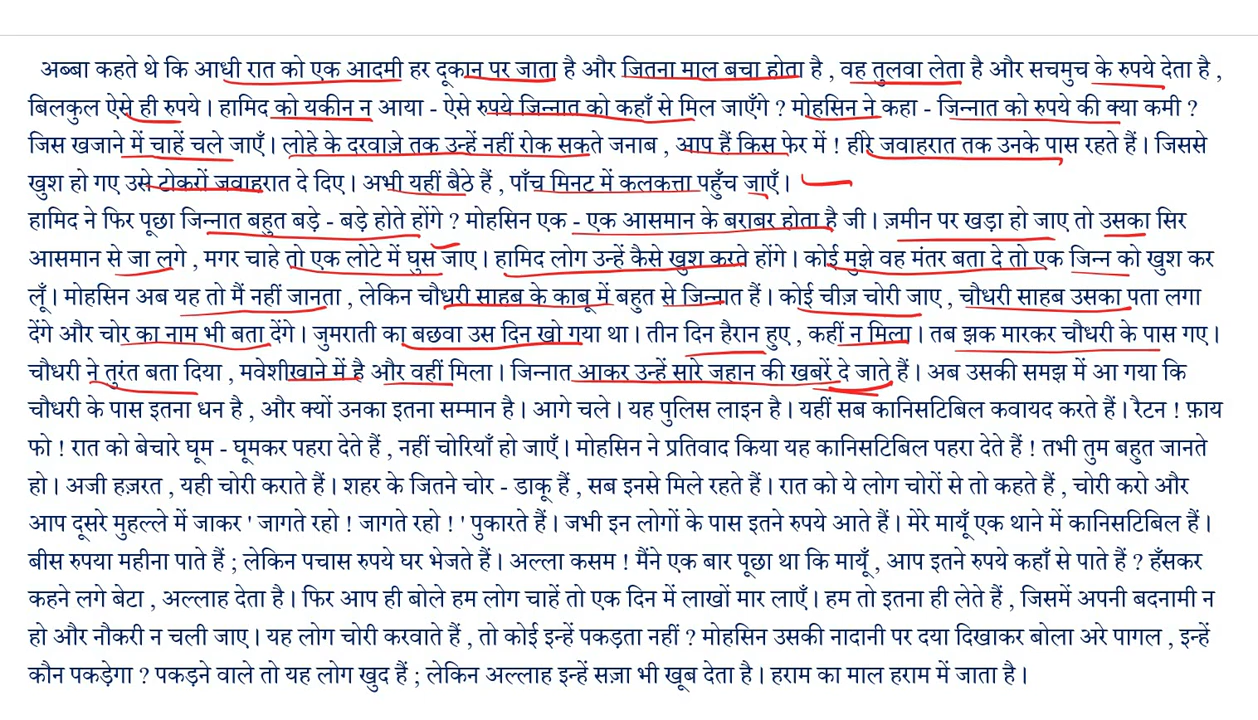 अब्बा कहते थे कि आधी रात को एक आदमी हर दूकान पर जाता है और जितना माल बचा होता है , वह तुलवा लेता है और सचमुच के रुपये देता है ,
बिलकुल ऐसे ही रुपये । हामिद को यकीन न आया - ऐसे रुपये जिन्नात को कहाँ से मिल जाएँगे ? मोहसिन ने कहा - जिन्नात को रुपये की क्या कमी ?
जिस खजाने में चाहें चले जाएँ । लोहे के दरवाज़े तक उन्हें नहीं रोक सकते जनाब , आप हैं किस फेर में ! हीरे जवाहरात तक उनके पास रहते हैं । जिससे
खुश हो गए उसे टोकरों जवाहरात दे दिए । अभी यहीं बैठे हैं , पाँच मिनट में कलकत्ता पहुँच जाएँ ।
हामिद ने फिर पूछा जिन्नात बहुत बड़े - बड़े होते होंगे ? मोहसिन एक - एक आसमान के बराबर होता है जी । ज़मीन पर खड़ा हो जाए तो उसका सिर
आसमान से जा लगे , मगर चाहे तो एक लोटे में घुस जाए । हामिद लोग उन्हें कैसे खुश करते होंगे । कोई मुझे वह मंतर बता दे तो एक जिन्न को खुश कर
लूँ । मोहसिन अब यह तो मैं नहीं जानता , लेकिन चौधरी साहब के काबू में बहुत से जिन्नात हैं । कोई चीज़ चोरी जाए , चौधरी साहब उसका पता लगा
देंगे और चोर का नाम भी बता देंगे । जुमराती का बछवा उस दिन खो गया था । तीन दिन हैरान हुए , कहीं न मिला । तब झक मारकर चौधरी के पास गए ।
चौधरी ने तुरंत बता दिया , मवेशीखाने में है और वहीं मिला । जिन्नात आकर उन्हें सारे जहान की खबरें दे जाते हैं । अब उसकी समझ में आ गया कि
चौधरी के पास इतना धन है , और क्यों उनका इतना सम्मान है । आगे चले । यह पुलिस लाइन है । यहीं सब कानिसटिबिल कवायद करते हैं । रैटन ! फ़ाय
फो ! रात को बेचारे घूम - घूमकर पहरा देते हैं , नहीं चोरियाँ हो जाएँ । मोहसिन ने प्रतिवाद किया यह कानिसटिबिल पहरा देते हैं ! तभी तुम बहुत जानते
हो । अजी हज़रत , यही चोरी कराते हैं । शहर के जितने चोर - डाकू हैं , सब इनसे मिले रहते हैं । रात को ये लोग चोरों से तो कहते हैं , चोरी करो और
आप दूसरे मुहल्ले में जाकर ' जागते रहो ! जागते रहो ! ' पुकारते हैं । जभी इन लोगों के पास इतने रुपये आते हैं । मेरे मायूँ एक थाने में कानिसटिबिल हैं ।
बीस रुपया महीना पाते हैं ; लेकिन पचास रुपये घर भेजते हैं । अल्ला कसम ! मैंने एक बार पूछा था कि मायूँ , आप इतने रुपये कहाँ से पाते हैं ? हँसकर
कहने लगे बेटा , अल्लाह देता है । फिर आप ही बोले हम लोग चाहें तो एक दिन में लाखों मार लाएँ । हम तो इतना ही लेते हैं , जिसमें अपनी बदनामी न
हो और नौकरी न चली जाए । यह लोग चोरी करवाते हैं , तो कोई इन्हें पकड़ता नहीं ? मोहसिन उसकी नादानी पर दया दिखाकर बोला अरे पागल , इन्हें
कौन पकड़ेगा ? पकड़ने वाले तो यह लोग खुद हैं ; लेकिन अल्लाह इन्हें सज़ा भी खूब देता है । हराम का माल हराम में जाता है ।